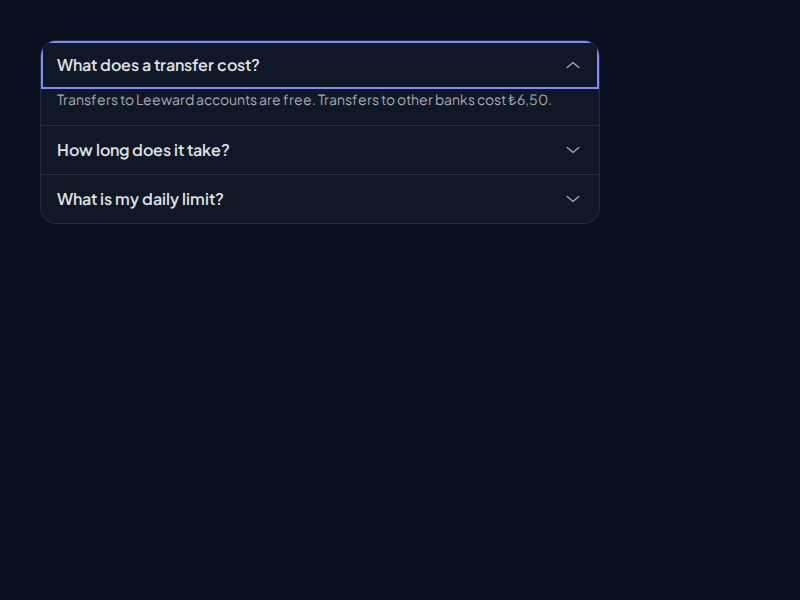 What does a transfer cost?
Transfers to Leeward accounts are free. Transfers to other banks cost ₺6,50.
How long does it take?
What is my daily limit?